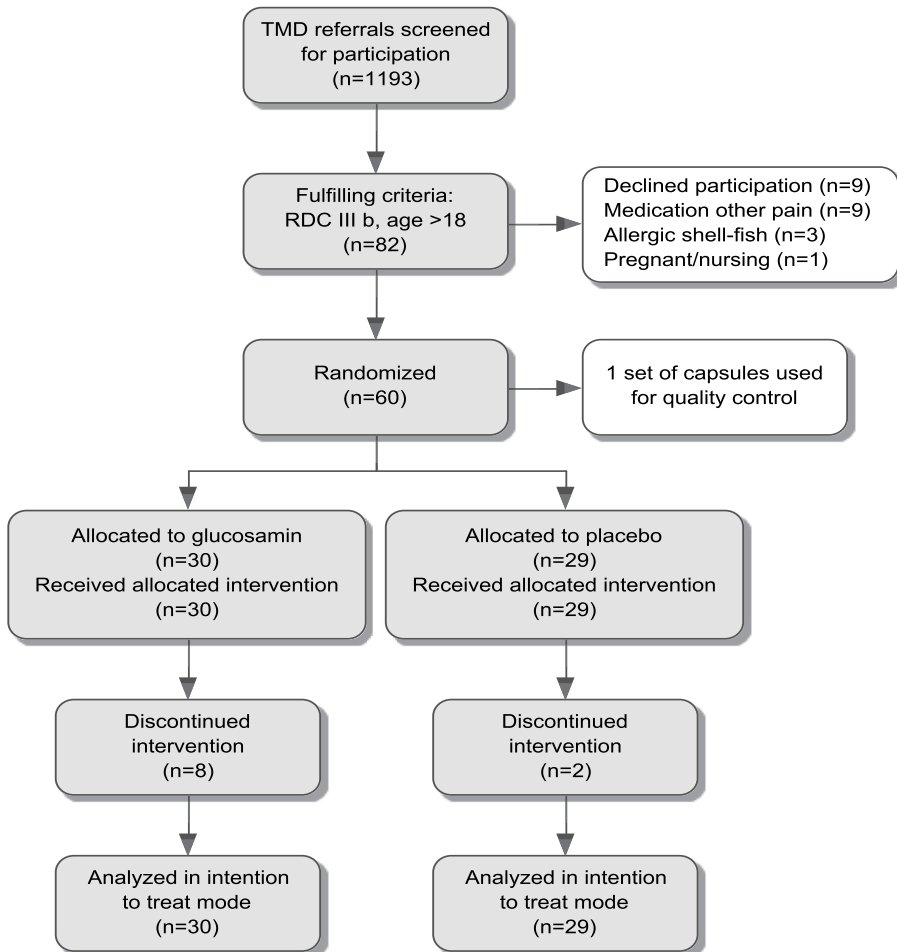 TMD referrals screened
for participation
(n=1193)
Fulfilling criteria:
RDC III b, age >18
(n=82)
Declined participation (n=9)
Medication other pain (n=9)
Allergic shell-fish (n=3)
Pregnant/nursing (n=1)
Randomized
(n=60)
1 set of capsules used
for quality control
Allocated to glucosamin
(n=30)
Received allocated intervention
(n=30)
Allocated to placebo
(n=29)
Received allocated intervention
(n=29)
Discontinued
intervention
(n=8)
Discontinued
intervention
(n=2)
Analyzed in intention
to treat mode
(n=30)
Analyzed in intention
to treat mode
(n=29)